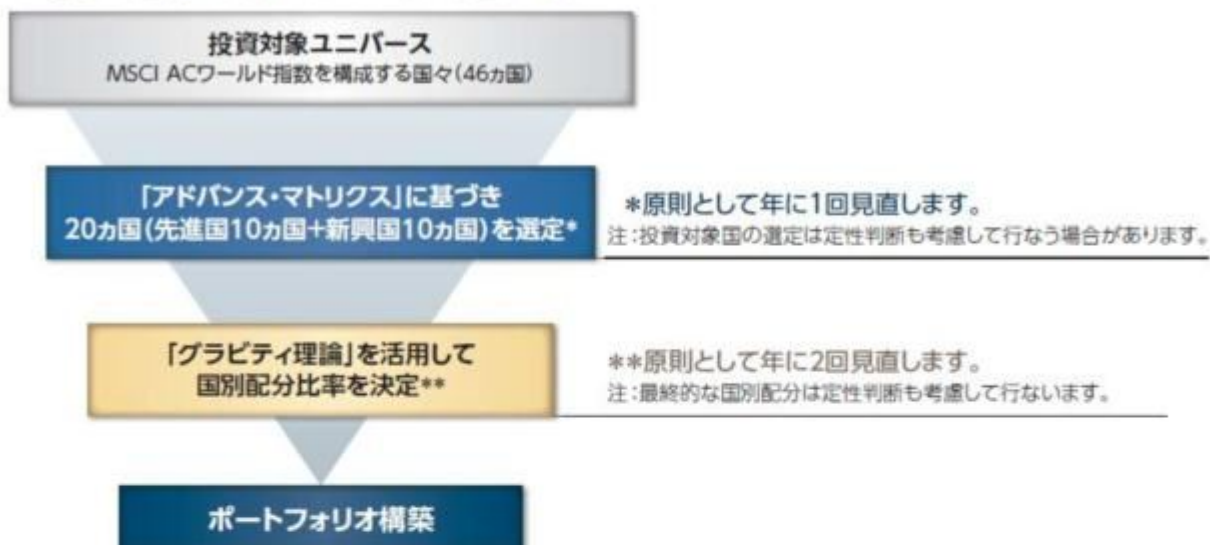 投資対象ユニバース
MSCI ACワールド指数を構成する国々(46ヵ国)
「アドバンス・マトリクス」に基づき
20ヵ国(先進国10ヵ国+新興国10ヵ国)を選定*
*原則として年に1回見直します。
注:投資対象国の選定は定性判断も考慮して行なう場合があります。
「グラビティ理論」を活用して
国別配分比率を決定**
**原則として年に2回見直します。
注:最終的な国別配分は定性判断も考慮して行ないます。
ポートフォリオ構築